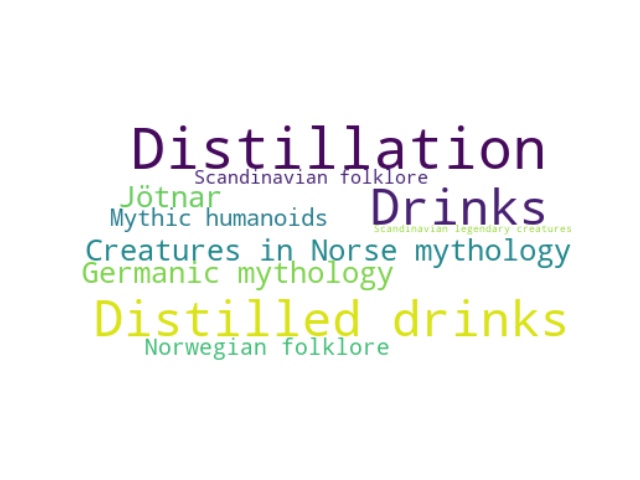 Distillation
Scandinavian folklore
Jötnar
Drinks
Mythic humanoids
Scandinavian legendary creatures
Creatures in Norse mythology
Germanic mythology
Distilled drinks
Norwegian folklore